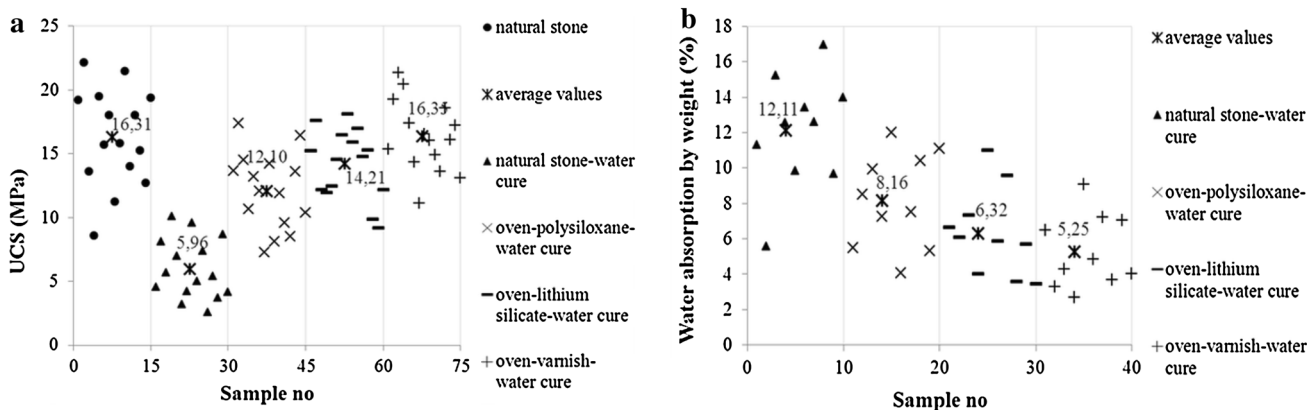 a
25
20
15
10
5
0
0 15 30 45 60 75
UCS (MPa)
Sample no
16,31
5,96
12,10
14,21
16,35
natural stone
average values
natural stone-water
cure
oven-polysiloxane-
water cure
oven-lithium
silicate-water cure
oven-varnish-
water cure
b
18
16
14
12
10
8
6
4
2
0
0 10 20 30 40
Water absorption by weight (%)
Sample no
12,11
8,16
6,32
5,25
average values
natural stone-water
cure
oven-polysiloxane-
water cure
oven-lithium
silicate-water cure
oven-varnish-water
cure